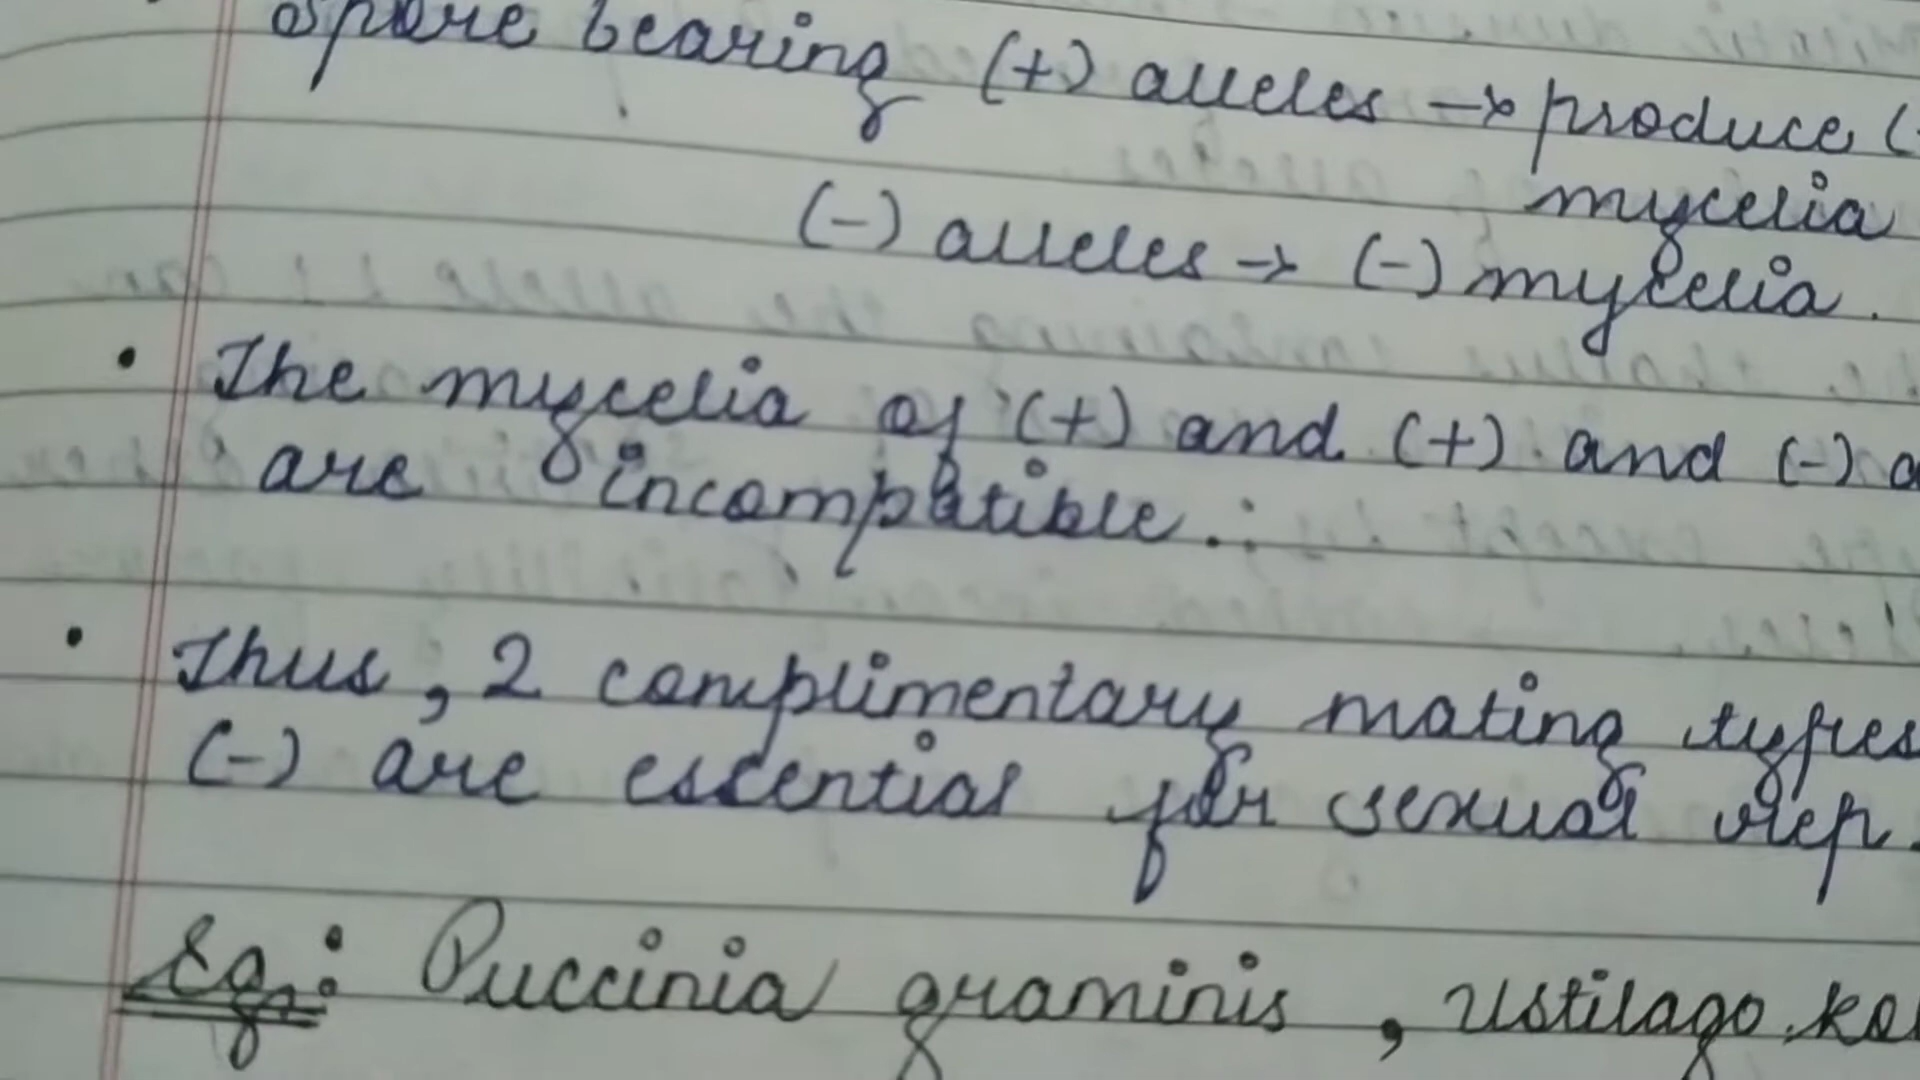 spore bearing (+) alleles → produce (
mycelia
(-) alleles → (-) mycelia.
• The mycelia of (+) and (+) and (-) a
are incompatible.
• Thus, 2 complimentary mating types
(-) are escential for sexual rep.
Eg.: Puccinia graminis, Ustilago ko